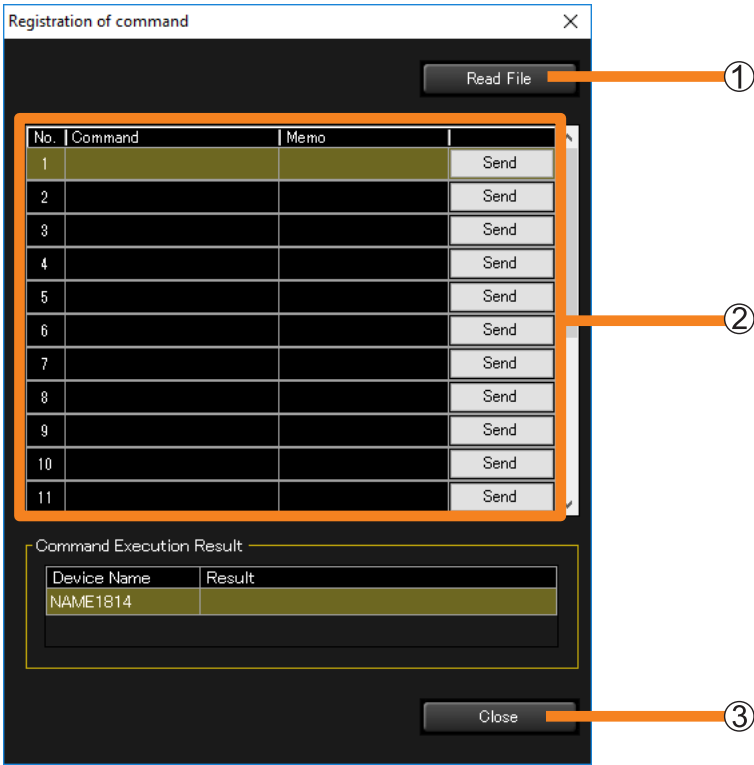 Registration of command
Read File ①
No. Command Memo
1 Send
2 Send
3 Send
4 Send
5 Send
6 Send
②
7 Send
8 Send
9 Send
10 Send
11 Send
Command Execution Result
Device Name Result
NAME1814
Close ③